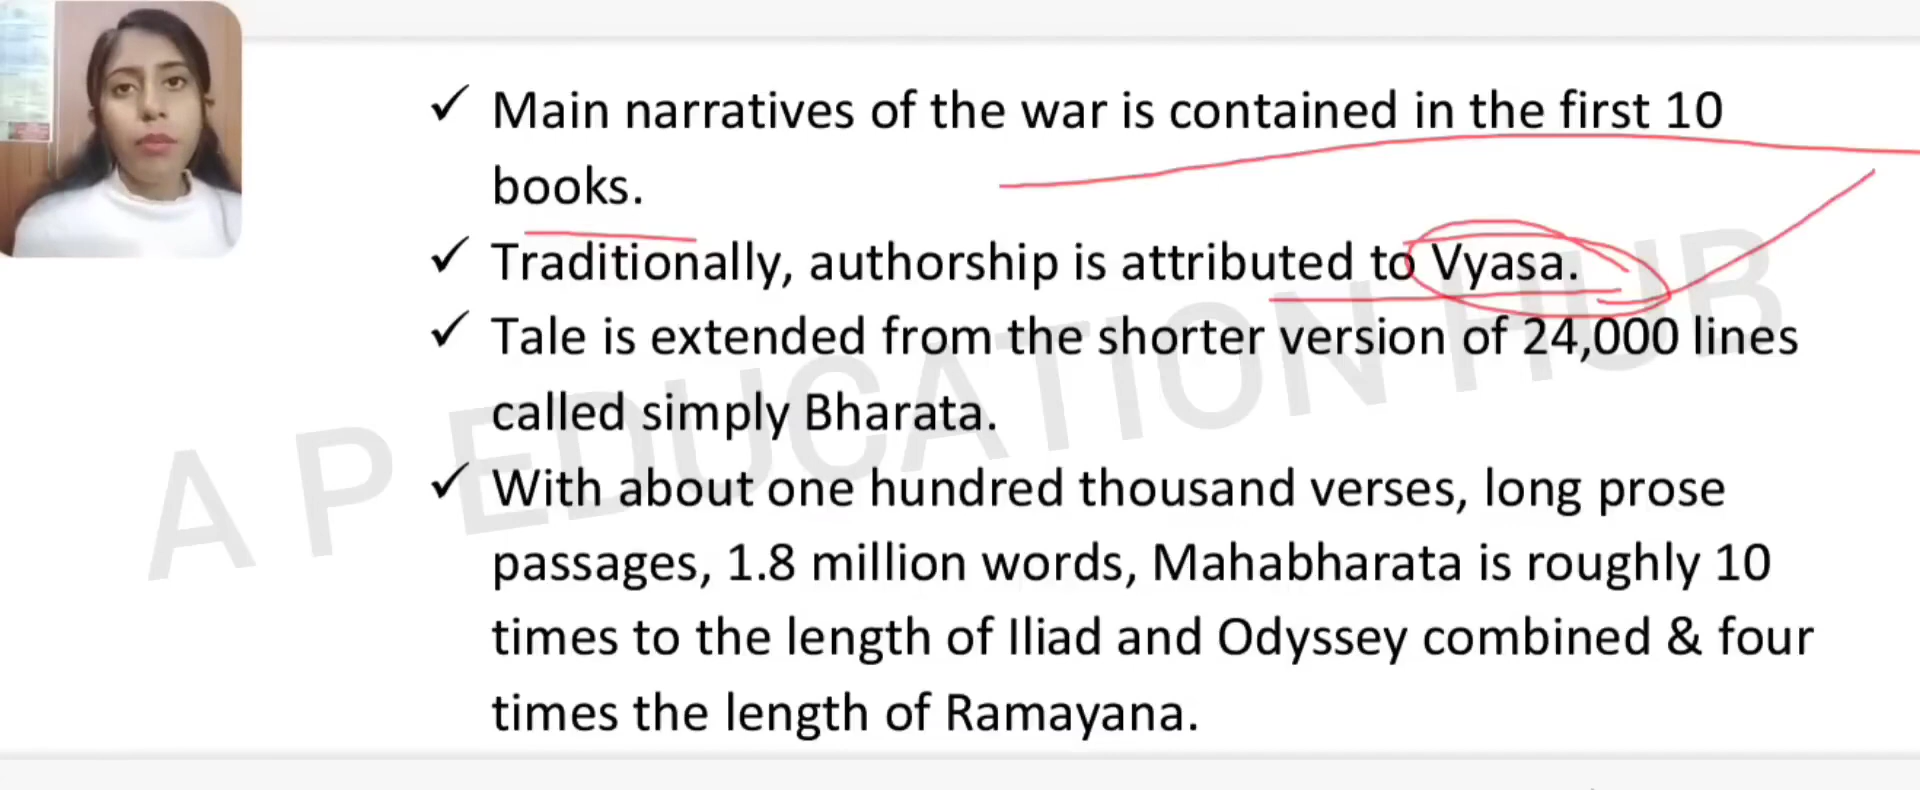 ✓ Main narratives of the war is contained in the first 10
books.
✓ Traditionally, authorship is attributed to Vyasa.
✓ Tale is extended from the shorter version of 24,000 lines
called simply Bharata.
✓ With about one hundred thousand verses, long prose
passages, 1.8 million words, Mahabharata is roughly 10
times to the length of Iliad and Odyssey combined & four
times the length of Ramayana.
A P EDUCATION HUB